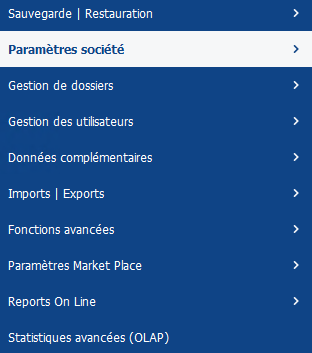 Sauvegarde | Restauration
Paramètres société
Gestion de dossiers
Gestion des utilisateurs
Données complémentaires
Imports | Exports
Fonctions avancées
Paramètres Market Place
Reports On Line
Statistiques avancées (OLAP)